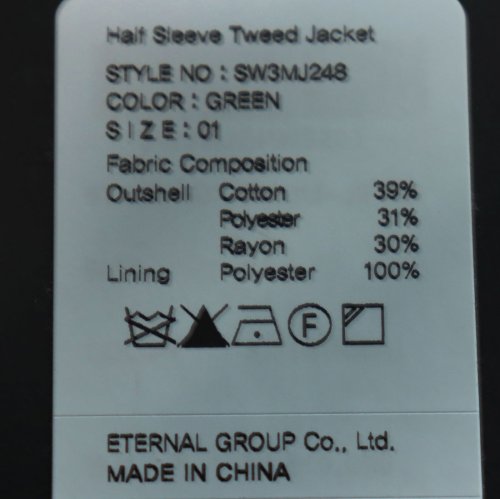 Half Sleeve Tweed Jacket
STYLE NO : SW3MJ248
COLOR : GREEN
SIZE : 01
Fabric Composition
Outshell Cotton 39%
Polyester 31%
Rayon 30%
Lining Polyester 100%
F
ETERNAL GROUP Co., Ltd.
MADE IN CHINA